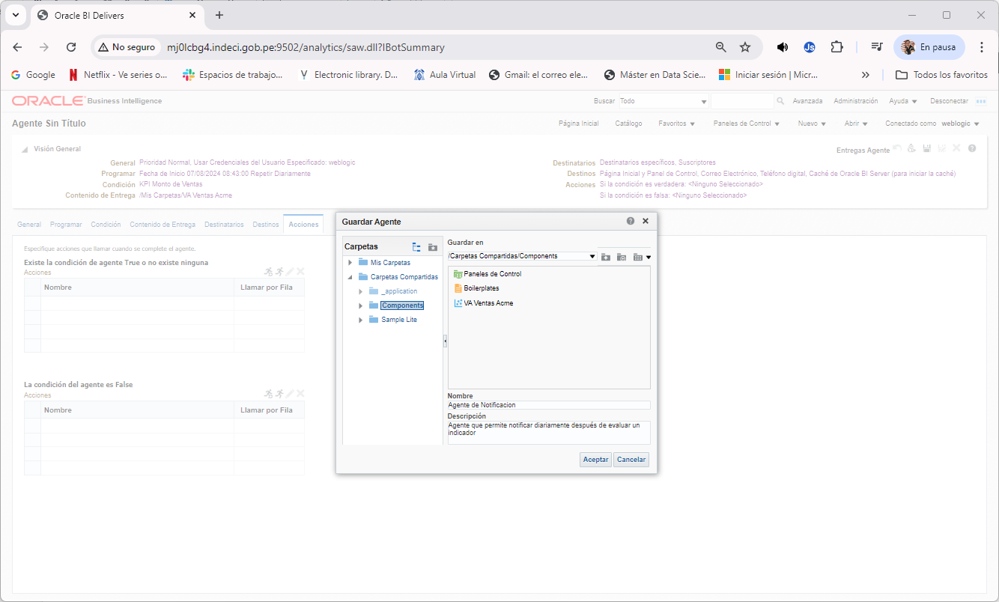 Oracle BI Delivers
No seguro mj0lcbg4.indeci.gob.pe:9502/analytics/saw.dll?IBotSummary
En pausa
Google Netflix - Ve series o... Espacios de trabajo... Electronic library. D... Aula Virtual Gmail: el correo ele... Máster en Data Scie... Iniciar sesión | Micr... Todos los favoritos
ORACLE Business Intelligence
Buscar Todo Avanzada Administración Ayuda Desconectar
Agente Sin Título
Página Inicial Catálogo Favoritos Paneles de Control Nuevo Abrir Conectado como weblogic
Visión General
Entregas Agente
General Prioridad Normal, Usar Credenciales del Usuario Especificado: weblogic
Programar Fecha de Inicio 07/08/2024 08:43:00 Repetir Diariamente
Condición KPI Monto de Ventas
Contenido de Entrega /Mis Carpetas/VA Ventas Acme
Destinatarios Destinatarios específicos, Suscriptores
Destinos Página Inicial y Panel de Control, Correo Electrónico, Teléfono digital, Caché de Oracle BI Server (para iniciar la caché)
Acciones Si la condición es verdadera: <Ninguno Seleccionado>
Si la condición es falsa: <Ninguno Seleccionado>
General Programar Condición Contenido de Entrega Destinatarios Destinos Acciones
Especifique acciones que llamar cuando se complete el agente.
Existe la condición de agente True o no existe ninguna
Acciones
Nombre Llamar por Fila
La condición del agente es False
Acciones
Nombre Llamar por Fila
Guardar Agente
Carpetas
Mis Carpetas
Carpetas Compartidas
_application
Components
Sample Lite
Guardar en
/Carpetas Compartidas/Components
Paneles de Control
Boilerplates
VA Ventas Acme
Nombre
Agente de Notificacion
Descripción
Agente que permite notificar diariamente después de evaluar un
indicador
Aceptar Cancelar